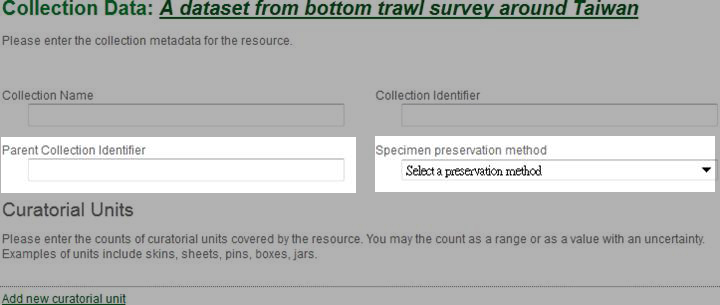 Collection Data: A dataset from bottom trawl survey around Taiwan
Please enter the collection metadata for the resource.
Collection Name
Collection Identifier
Parent Collection Identifier
Specimen preservation method
Select a preservation method
Curatorial Units
Please enter the counts of curatorial units covered by the resource. You may the count as a range or as a value with an uncertainty.
Examples of units include skins, sheets, pins, boxes, jars.
Add new curatorial unit